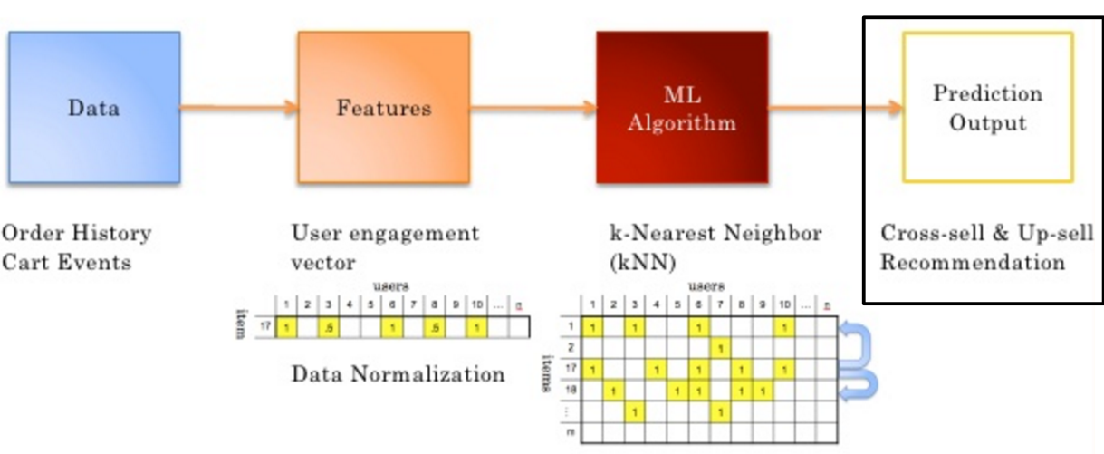 Data
Features
ML
Algorithm
Prediction
Output
Order History
Cart Events
User engagement
vector
k-Nearest Neighbor
(kNN)
Cross-sell & Up-sell
Recommendation
users
1 2 3 4 5 6 7 8 9 10 ... n
item
17 1 .5 1 .5 1
Data Normalization
users
1 2 3 4 5 6 7 8 9 10 ... n
items
1 1 1 1 1
2 1
17 1 1 1 1 1 1
18 1 1 1 1 1
⋮ 1 1
m